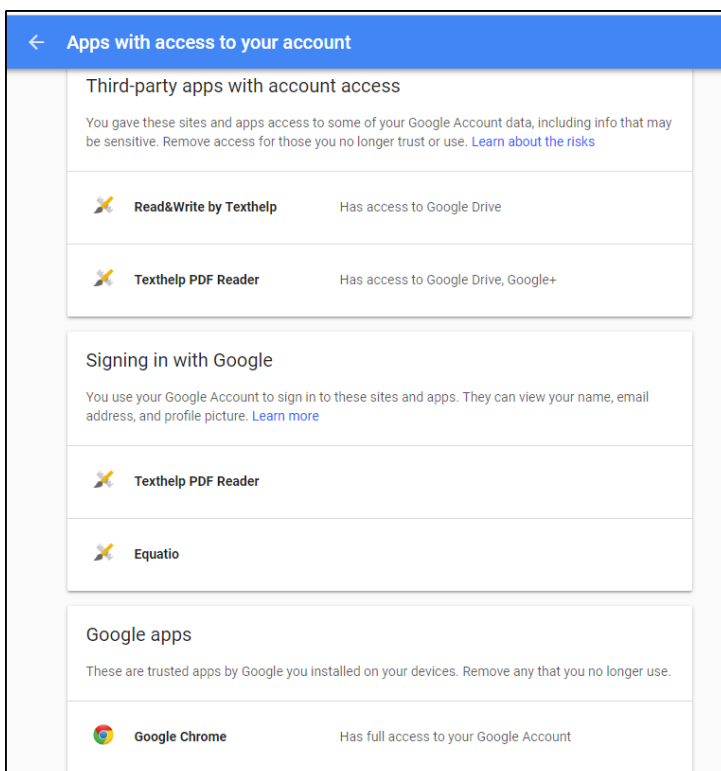 Apps with access to your account
Third-party apps with account access
You gave these sites and apps access to some of your Google Account data, including info that may
be sensitive. Remove access for those you no longer trust or use. Learn about the risks
Read&Write by Texthelp Has access to Google Drive
Texthelp PDF Reader Has access to Google Drive, Google+
Signing in with Google
You use your Google Account to sign in to these sites and apps. They can view your name, email
address, and profile picture. Learn more
Texthelp PDF Reader
Equatio
Google apps
These are trusted apps by Google you installed on your devices. Remove any that you no longer use.
Google Chrome Has full access to your Google Account